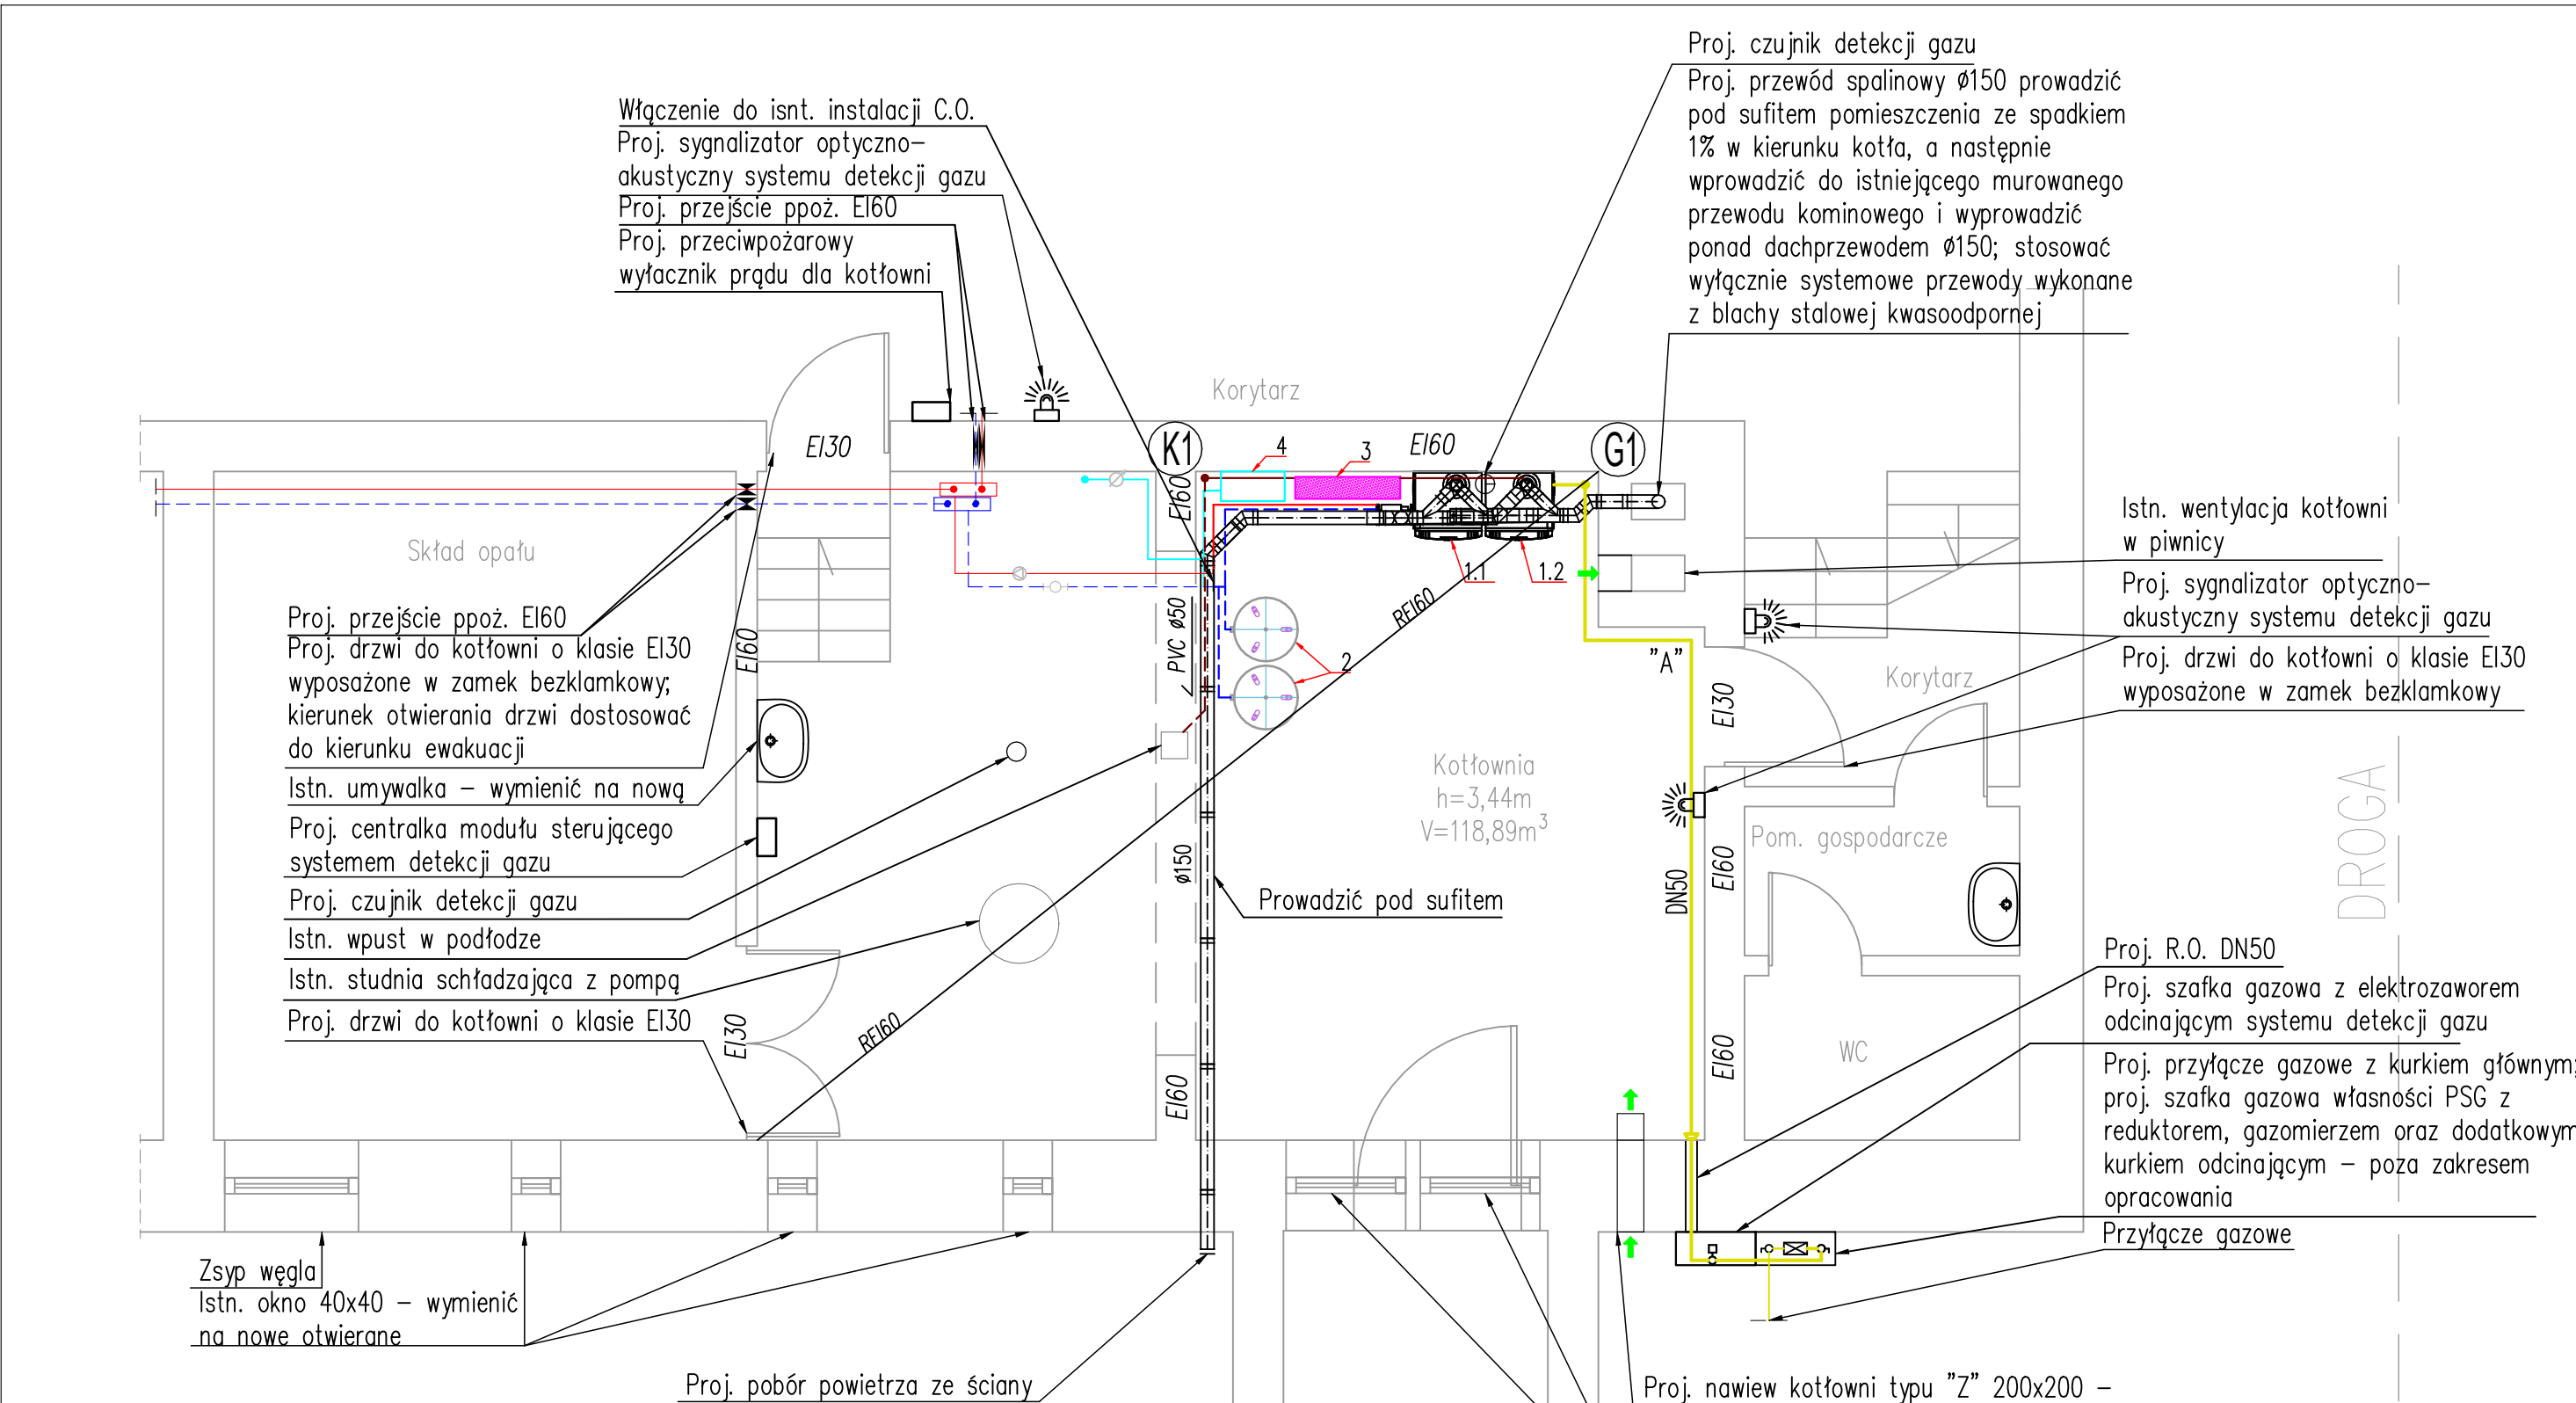 Proj. czujnik detekcji gazu
Proj. przewód spalinowy Ø150 prowadzić
pod sufitem pomieszczenia ze spadkiem
1% w kierunku kotła, a następnie
wprowadzić do istniejącego murowanego
przewodu kominowego i wyprowadzić
ponad dachprzewodem Ø150; stosować
wyłącznie systemowe przewody wykonane
z blachy stalowej kwasoodpornej
Włączenie do isnt. instalacji C.O.
Proj. sygnalizator optyczno–
akustyczny systemu detekcji gazu
Proj. przejście ppoż. EI60
Proj. przeciwpożarowy
wyłacznik prądu dla kotłowni
Korytarz
EI30
K1
4
3
EI60
G1
EI60
Skład opału
1.1
1.2
REI60
Istn. wentylacja kotłowni
w piwnicy
Proj. sygnalizator optyczno–
akustyczny systemu detekcji gazu
Proj. drzwi do kotłowni o klasie EI30
wyposażone w zamek bezklamkowy
Proj. przejście ppoż. EI60
Proj. drzwi do kotłowni o klasie EI30
wyposażone w zamek bezklamkowy;
kierunek otwierania drzwi dostosować
do kierunku ewakuacji
Istn. umywalka – wymienić na nową
Proj. centralka modułu sterującego
systemem detekcji gazu
Proj. czujnik detekcji gazu
Istn. wpust w podłodze
Istn. studnia schładzająca z pompą
Proj. drzwi do kotłowni o klasie EI30
EI60
PVC Ø50
2
"A"
Korytarz
EI30
Kotłownia
h=3,44m
V=118,89m³
Pom. gospodarcze
DROGA
Ø150
Prowadzić pod sufitem
DN50
EI60
EI30
REI60
EI60
EI60
WC
Proj. R.O. DN50
Proj. szafka gazowa z elektrozaworem
odcinającym systemu detekcji gazu
Proj. przyłącze gazowe z kurkiem głównym;
proj. szafka gazowa własności PSG z
reduktorem, gazomierzem oraz dodatkowym
kurkiem odcinającym – poza zakresem
opracowania
Przyłącze gazowe
Zsyp węgla
Istn. okno 40x40 – wymienić
na nowe otwierane
Proj. pobór powietrza ze ściany
Proj. nawiew kotłowni typu "Z" 200x200 –